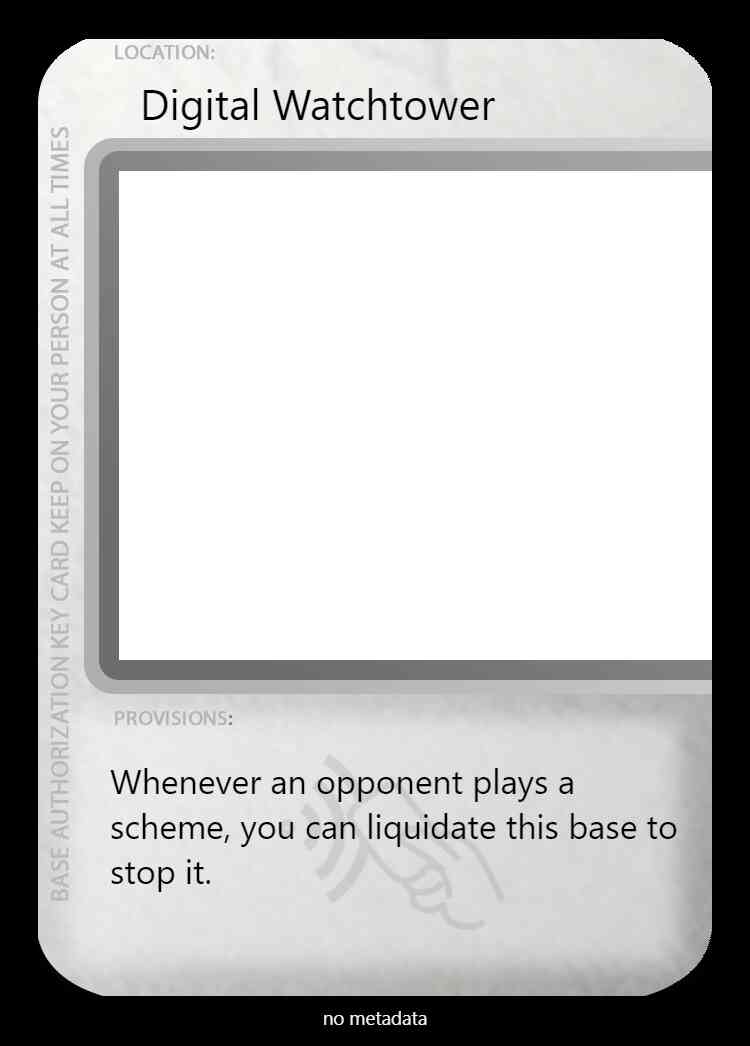 LOCATION:
Digital Watchtower
BASE AUTHORIZATION KEY CARD KEEP ON YOUR PERSON AT ALL TIMES
PROVISIONS:
Whenever an opponent plays a
scheme, you can liquidate this base to
stop it.
no metadata